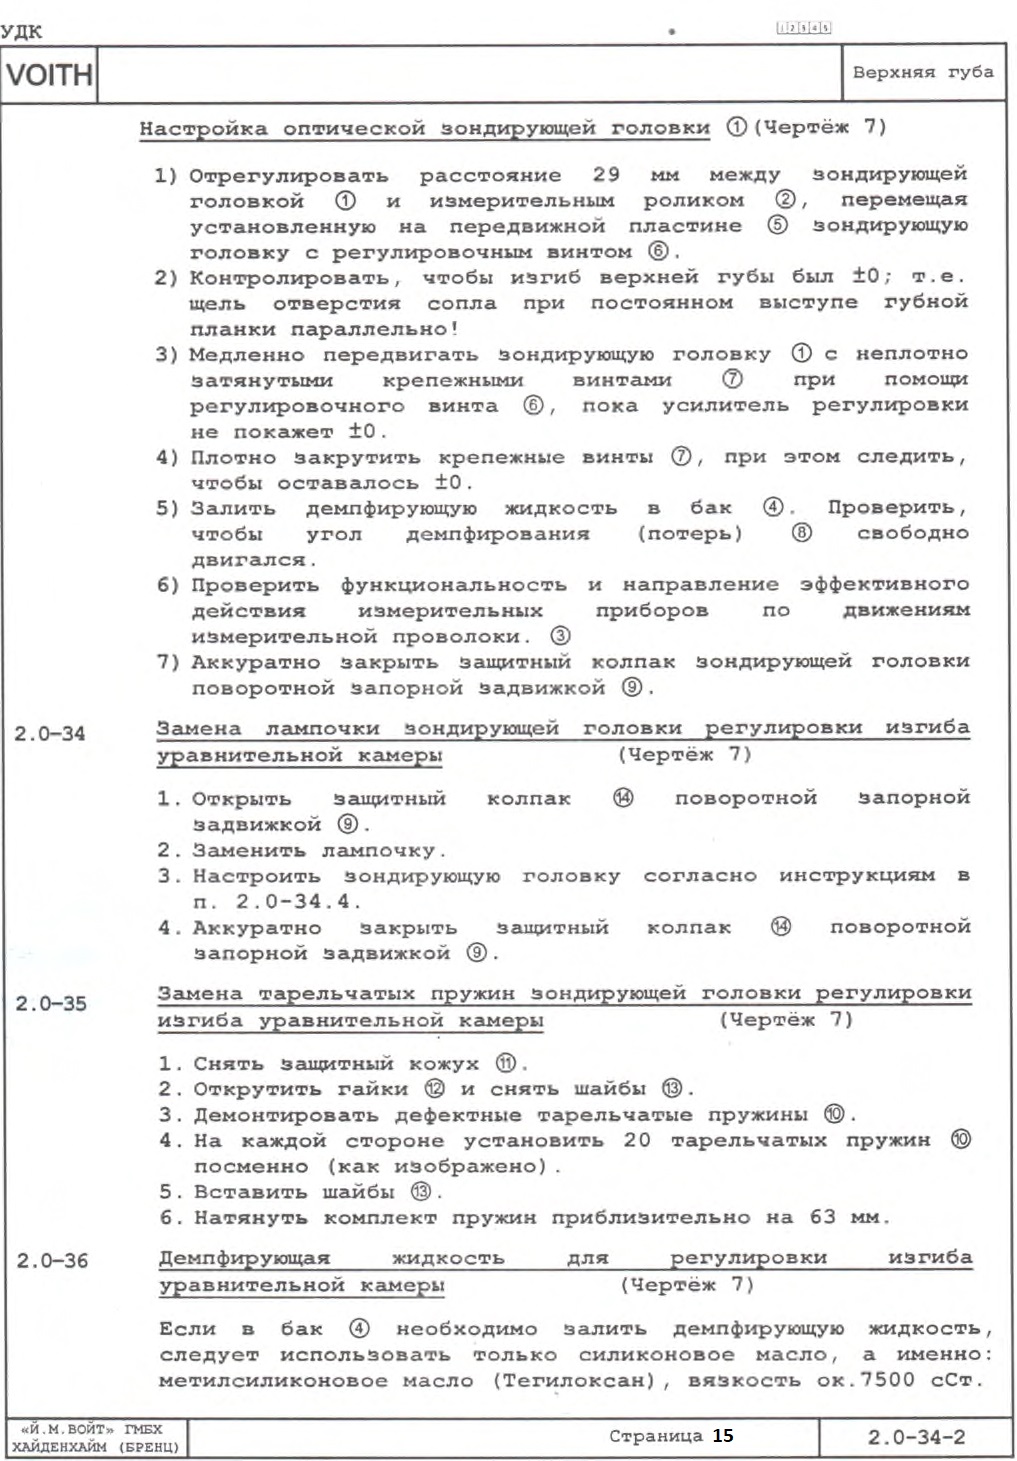 УДК
1 2 3 4 5
VOITH
Верхняя губа
Настройка оптической зондирующей головки ① (Чертёж 7)
1) Отрегулировать расстояние 29 мм между зондирующей
головкой ① и измерительным роликом ②, перемещая
установленную на передвижной пластине ⑤ зондирующую
головку с регулировочным винтом ⑥.
2) Контролировать, чтобы изгиб верхней губы был ±0; т.е.
щель отверстия сопла при постоянном выступе губной
планки параллельно!
3) Медленно передвигать зондирующую головку ① с неплотно
затянутыми крепежными винтами ⑦ при помощи
регулировочного винта ⑥, пока усилитель регулировки
не покажет ±0.
4) Плотно закрутить крепежные винты ⑦, при этом следить,
чтобы оставалось ±0.
5) Залить демпфирующую жидкость в бак ④. Проверить,
чтобы угол демпфирования (потерь) ⑧ свободно
двигался.
6) Проверить функциональность и направление эффективного
действия измерительных приборов по движениям
измерительной проволоки. ③
7) Аккуратно закрыть защитный колпак зондирующей головки
поворотной запорной задвижкой ⑨.
2.0-34
Замена лампочки зондирующей головки регулировки изгиба
уравнительной камеры (Чертёж 7)
1. Открыть защитный колпак ⑭ поворотной запорной
задвижкой ⑨.
2. Заменить лампочку.
3. Настроить зондирующую головку согласно инструкциям в
п. 2.0-34.4.
4. Аккуратно закрыть защитный колпак ⑭ поворотной
запорной задвижкой ⑨.
2.0-35
Замена тарельчатых пружин зондирующей головки регулировки
изгиба уравнительной камеры (Чертёж 7)
1. Снять защитный кожух ⑪.
2. Открутить гайки ⑫ и снять шайбы ⑬.
3. Демонтировать дефектные тарельчатые пружины ⑩.
4. На каждой стороне установить 20 тарельчатых пружин ⑩
посменно (как изображено).
5. Вставить шайбы ⑬.
6. Натянуть комплект пружин приблизительно на 63 мм.
2.0-36
Демпфирующая жидкость для регулировки изгиба
уравнительной камеры (Чертёж 7)
Если в бак ④ необходимо залить демпфирующую жидкость,
следует использовать только силиконовое масло, а именно:
метилсиликоновое масло (Тегилоксан), вязкость ок.7500 сСт.
«Й.М.ВОЙТ» ГМБХ
ХАЙДЕНХАЙМ (БРЕНЦ)
Страница 15
2.0-34-2